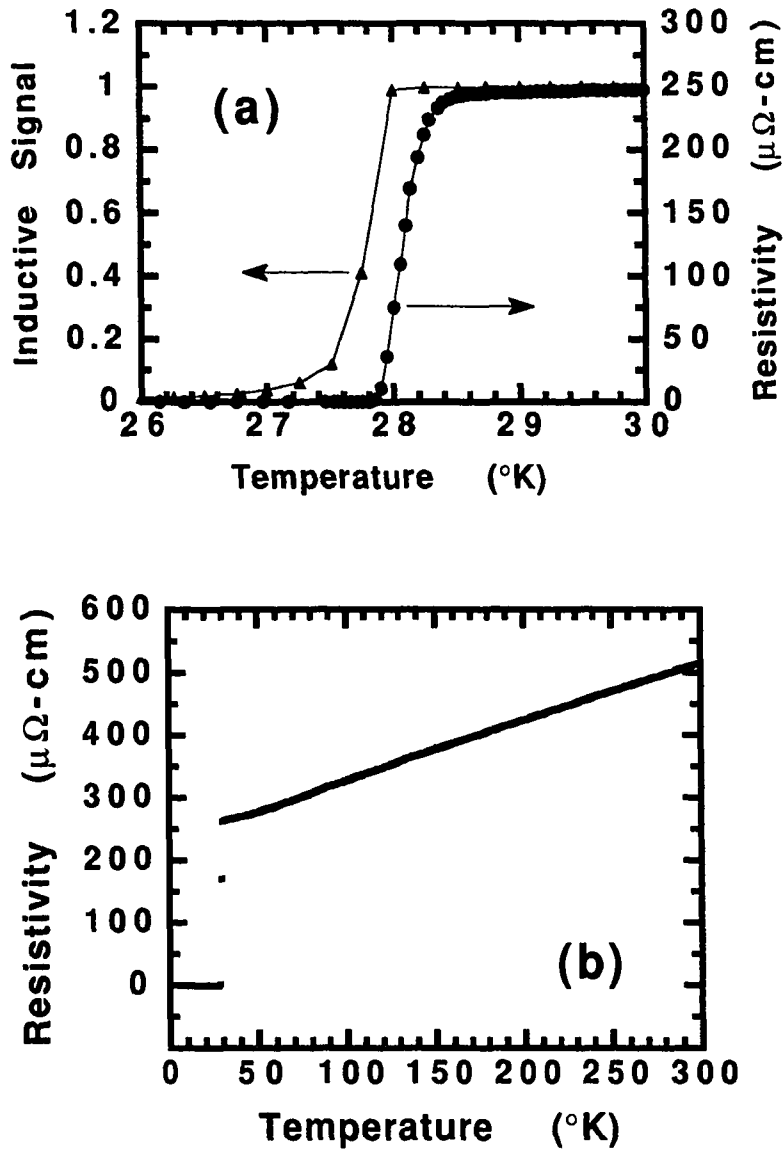 1.2
1
0.8
0.6
0.4
0.2
0
Inductive Signal
(a)
300
250
200
150
100
50
0
Resistivity (μΩ-cm)
26 27 28 29 30
Temperature (°K)
600
500
400
300
200
100
0
Resistivity (μΩ-cm)
(b)
0 50 100 150 200 250 300
Temperature (°K)